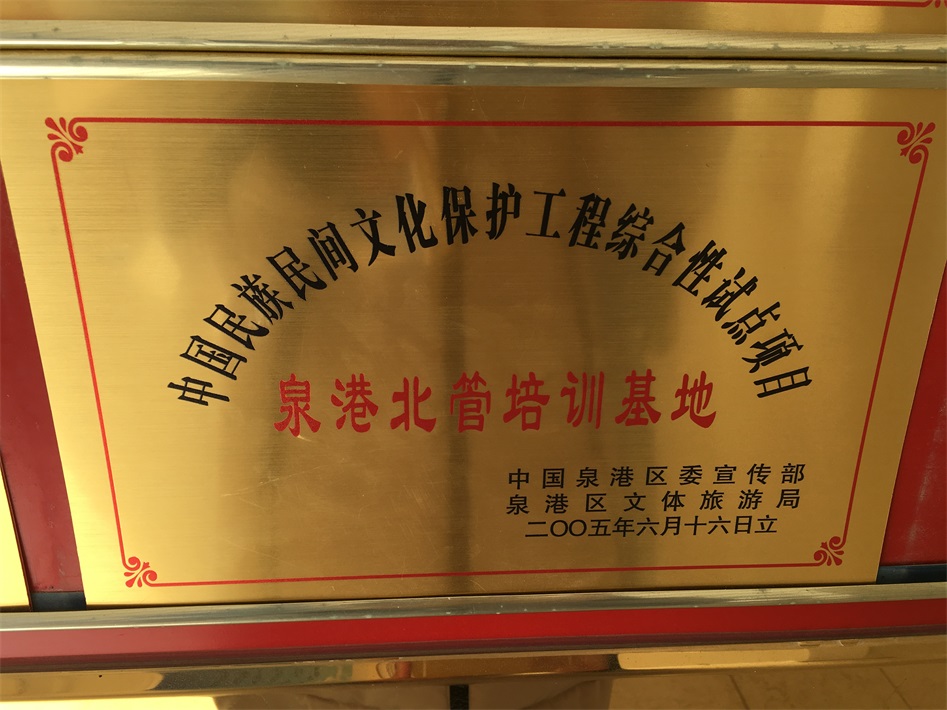 中国民族民间文化保护工程综合性试点项目
泉港北管培训基地
中国泉港区委宣传部
泉港区文体旅游局
二〇〇五年六月十六日立